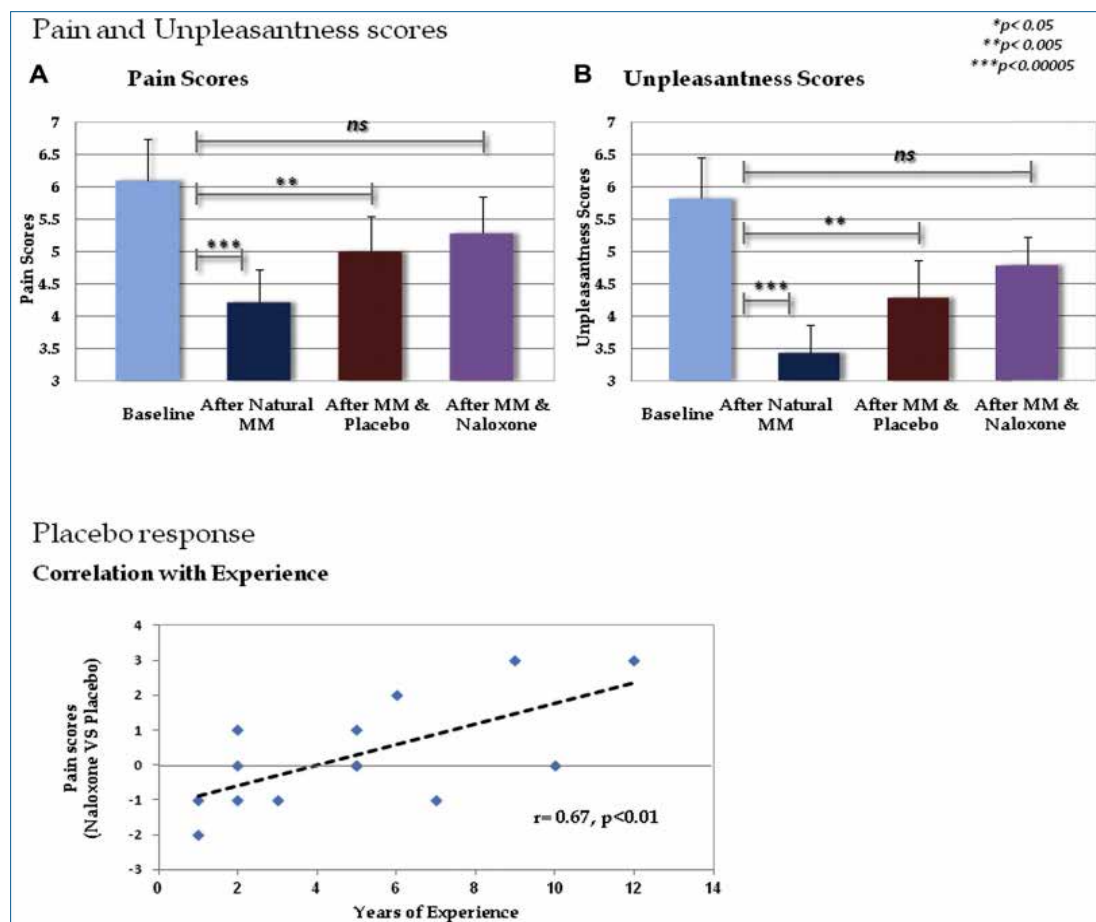 Pain and Unpleasantness scores
*p< 0.05
**p< 0.005
***p<0.00005
A Pain Scores
7
6.5
6
5.5
5
4.5
4
3.5
3
Pain Scores
ns
**
***
Baseline
After Natural
MM
After MM &
Placebo
After MM &
Naloxone
B Unpleasantness Scores
7
6.5
6
5.5
5
4.5
4
3.5
3
Unpleasantness Scores
ns
**
***
Baseline
After Natural
MM
After MM &
Placebo
After MM &
Naloxone
Placebo response
Correlation with Experience
4
3
2
1
0
-1
-2
-3
Pain scores
(Naloxone VS Placebo)
r= 0.67, p<0.01
0 2 4 6 8 10 12 14
Years of Experience